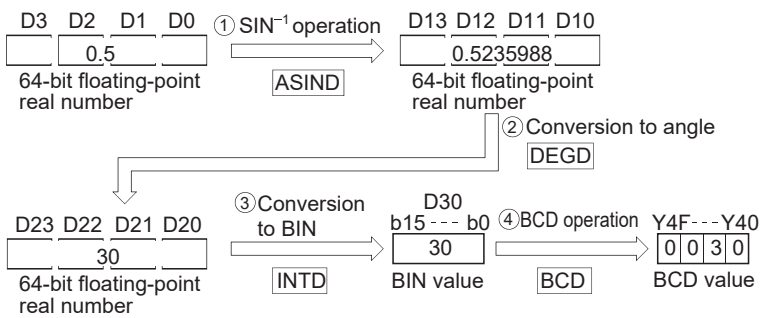 D3 D2 D1 D0
① SIN⁻¹ operation
D13 D12 D11 D10
0.5
0.5235988
ASIND
64-bit floating-point
real number
64-bit floating-point
real number
② Conversion to angle
DEGD
D23 D22 D21 D20
③ Conversion
to BIN
D30
b15 --- b0
④ BCD operation
Y4F---Y40
30
30
0 0 3 0
64-bit floating-point
real number
INTD
BIN value
BCD
BCD value